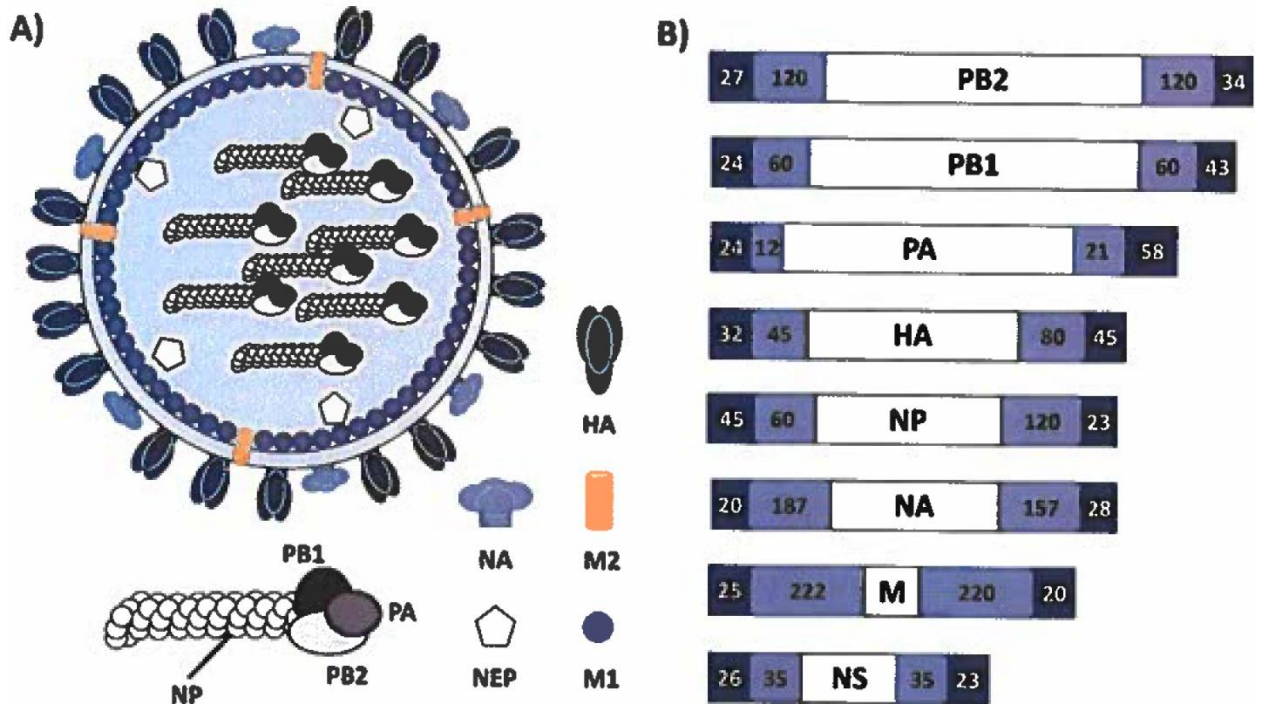 A)
HA
NA
M2
PB1
PA
NP
PB2
NEP
M1
B)
27 120 PB2 120 34
24 60 PB1 60 43
24 12 PA 21 58
32 45 HA 80 45
45 60 NP 120 23
20 187 NA 157 28
25 222 M 220 20
26 35 NS 35 23